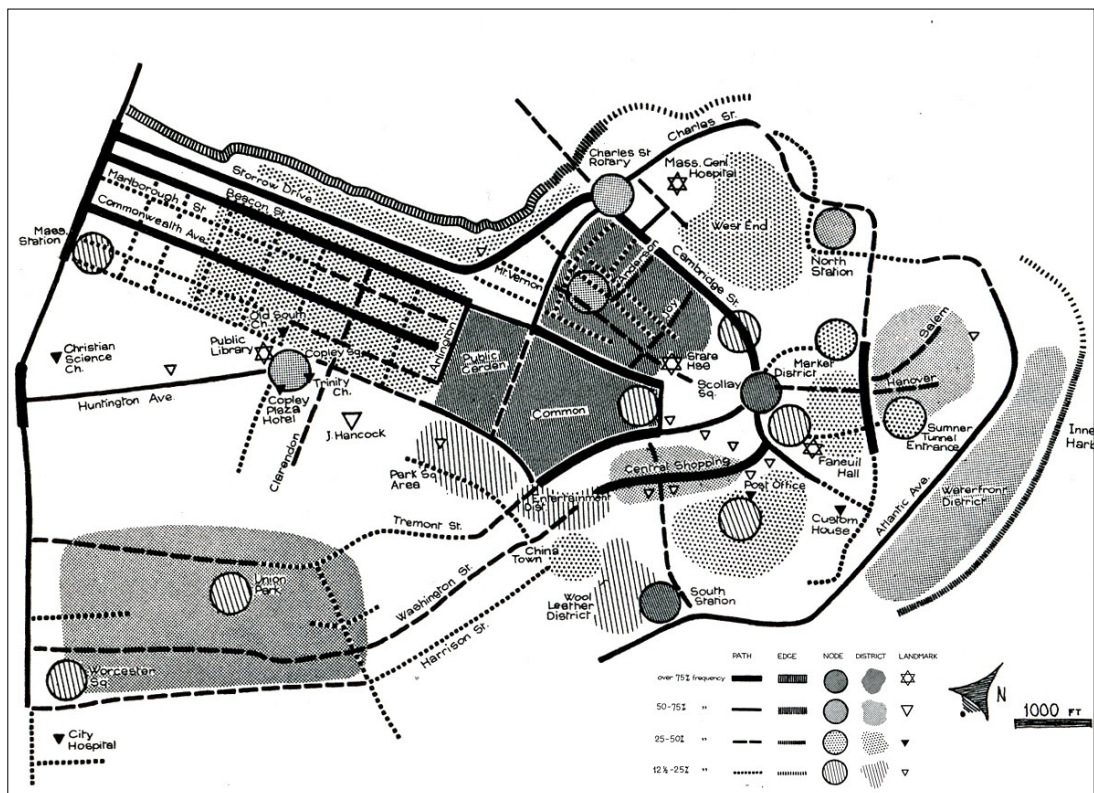 Charles St.
Charles St
Rotary
Mass. Genl
Hospital
Storrow Drive
Beacon St.
Marlborough St
Commonwealth Ave.
Mass.
Station
West End
North
Station
Mt. Vernon
Anderson
Cambridge St.
Joy
Salem
Hanover
Market
District
Old South
Ch.
Public
Library
Copley Sq.
Arlington
Public
Garden
State
Hse
Scollay
Sq.
Christian
Science
Ch.
Trinity
Ch.
Huntington Ave.
Copley
Plaza
Hotel
J. Hancock
Common
Sumner
Tunnel
Entrance
Inne
Harb
Faneuil
Hall
Clarendon
Central Shopping
Park Sq.
Area
Post Office
Entertainment
Dist
Custom
House
Atlantic Ave.
Waterfront
District
Tremont St.
China
Town
Washington St.
Union
Park
Wool
Leather
District
South
Station
Harrison St.
Worcester
Sq.
City
Hospital
PATH EDGE NODE DISTRICT LANDMARK
over 75% frequency
50-75% "
25-50% "
12½-25% "
N
1000 FT